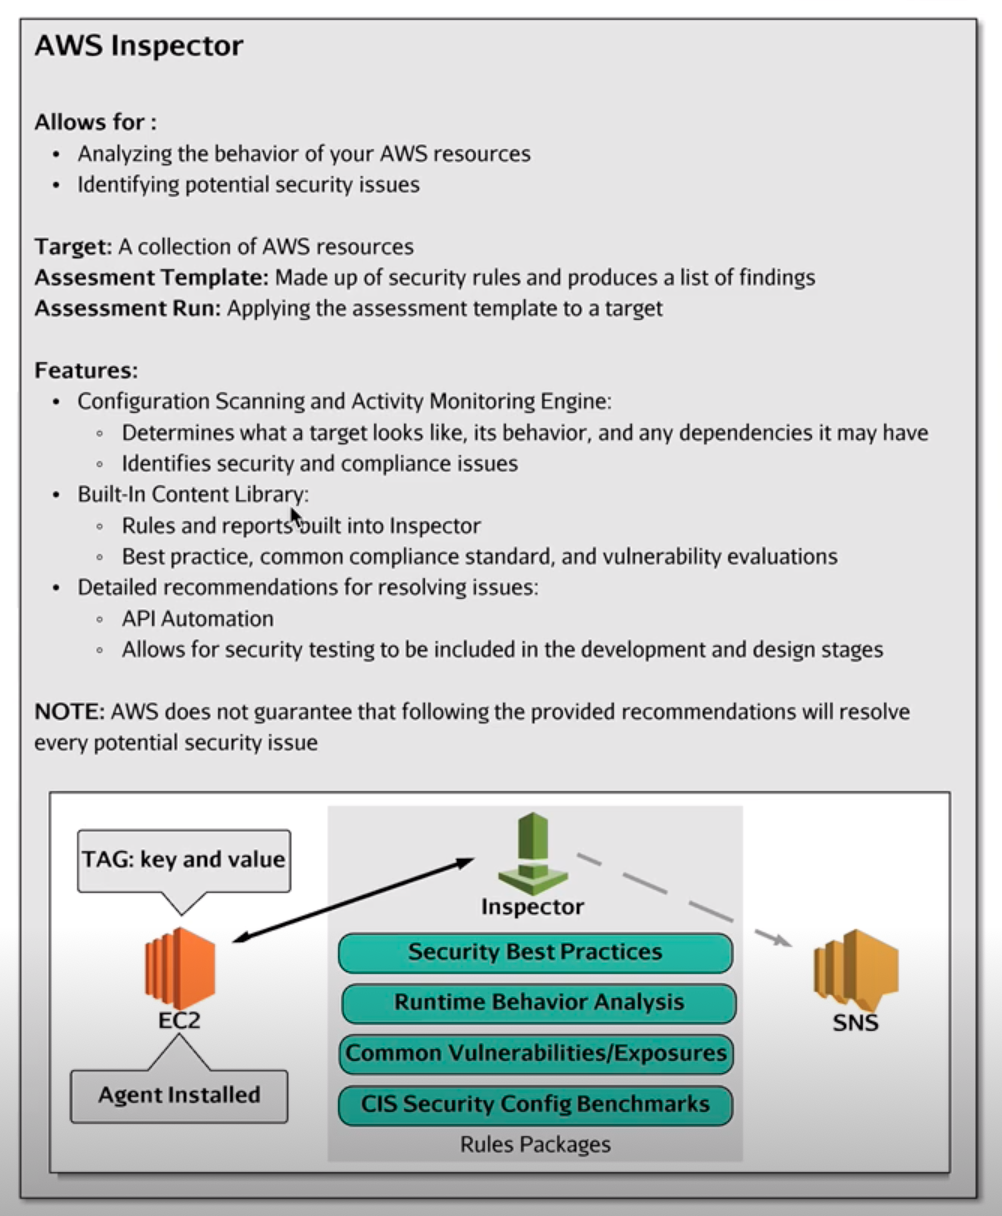 AWS Inspector
Allows for :
• Analyzing the behavior of your AWS resources
• Identifying potential security issues
Target: A collection of AWS resources
Assesment Template: Made up of security rules and produces a list of findings
Assessment Run: Applying the assessment template to a target
Features:
• Configuration Scanning and Activity Monitoring Engine:
◦ Determines what a target looks like, its behavior, and any dependencies it may have
◦ Identifies security and compliance issues
• Built-In Content Library:
◦ Rules and reports built into Inspector
◦ Best practice, common compliance standard, and vulnerability evaluations
• Detailed recommendations for resolving issues:
◦ API Automation
◦ Allows for security testing to be included in the development and design stages
NOTE: AWS does not guarantee that following the provided recommendations will resolve
every potential security issue
TAG: key and value
EC2
Agent Installed
Inspector
Security Best Practices
Runtime Behavior Analysis
Common Vulnerabilities/Exposures
CIS Security Config Benchmarks
Rules Packages
SNS